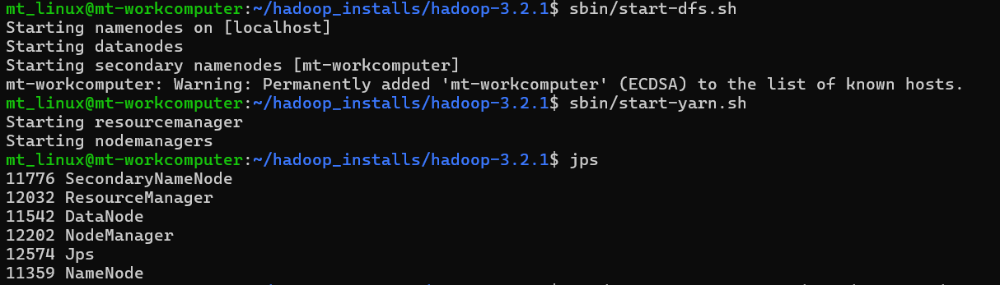 mt_linux@mt-workcomputer:~/hadoop_installs/hadoop-3.2.1$ sbin/start-dfs.sh
Starting namenodes on [localhost]
Starting datanodes
Starting secondary namenodes [mt-workcomputer]
mt-workcomputer: Warning: Permanently added 'mt-workcomputer' (ECDSA) to the list of known hosts.
mt_linux@mt-workcomputer:~/hadoop_installs/hadoop-3.2.1$ sbin/start-yarn.sh
Starting resourcemanager
Starting nodemanagers
mt_linux@mt-workcomputer:~/hadoop_installs/hadoop-3.2.1$ jps
11776 SecondaryNameNode
12032 ResourceManager
11542 DataNode
12202 NodeManager
12574 Jps
11359 NameNode